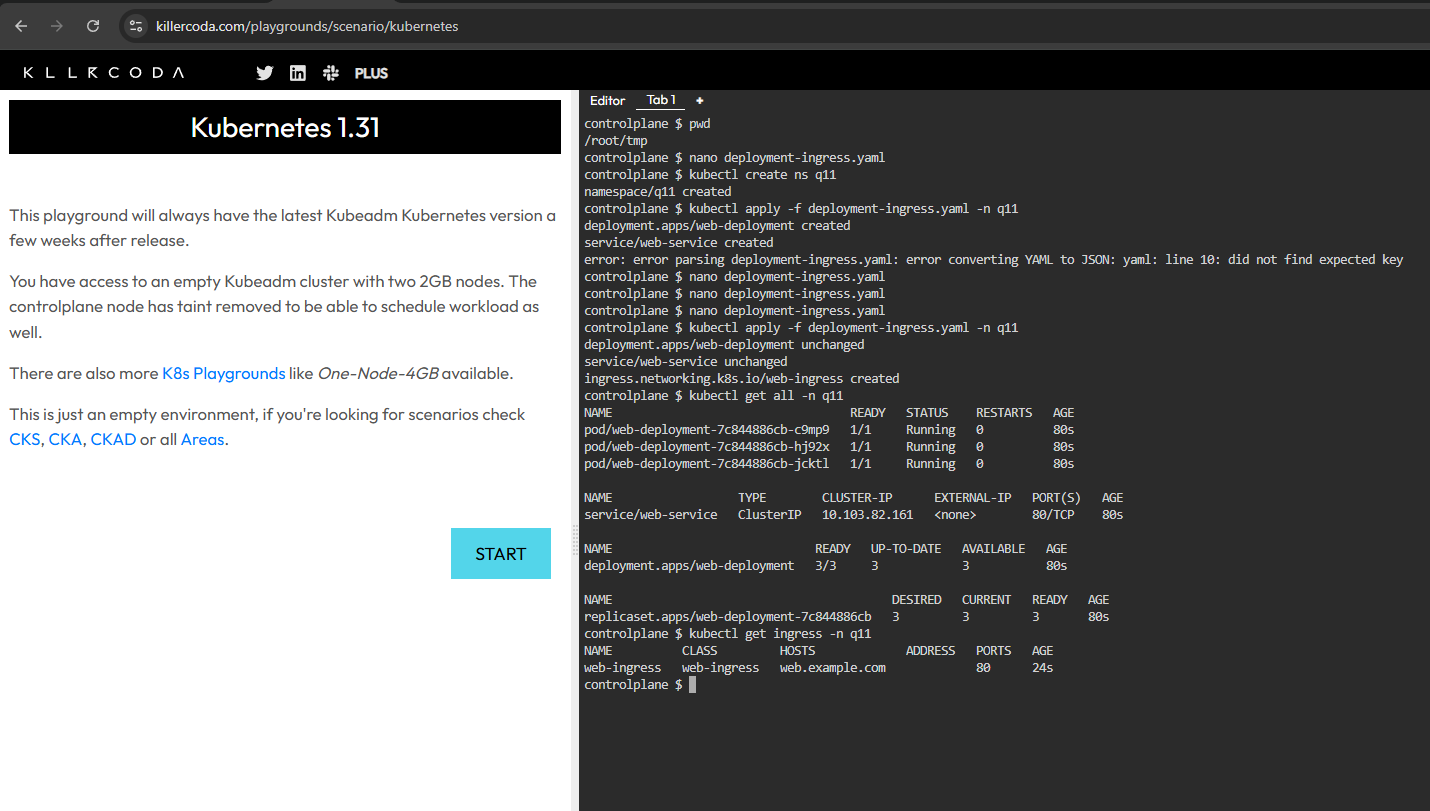 killercoda.com/playgrounds/scenario/kubernetes
KLLRCODA PLUS
Kubernetes 1.31
This playground will always have the latest Kubeadm Kubernetes version a
few weeks after release.
You have access to an empty Kubeadm cluster with two 2GB nodes. The
controlplane node has taint removed to be able to schedule workload as
well.
There are also more K8s Playgrounds like One-Node-4GB available.
This is just an empty environment, if you're looking for scenarios check
CKS, CKA, CKAD or all Areas.
START
Editor Tab 1 +
controlplane $ pwd
/root/tmp
controlplane $ nano deployment-ingress.yaml
controlplane $ kubectl create ns q11
namespace/q11 created
controlplane $ kubectl apply -f deployment-ingress.yaml -n q11
deployment.apps/web-deployment created
service/web-service created
error: error parsing deployment-ingress.yaml: error converting YAML to JSON: yaml: line 10: did not find expected key
controlplane $ nano deployment-ingress.yaml
controlplane $ nano deployment-ingress.yaml
controlplane $ nano deployment-ingress.yaml
controlplane $ kubectl apply -f deployment-ingress.yaml -n q11
deployment.apps/web-deployment unchanged
service/web-service unchanged
ingress.networking.k8s.io/web-ingress created
controlplane $ kubectl get all -n q11
NAME READY STATUS RESTARTS AGE
pod/web-deployment-7c844886cb-c9mp9 1/1 Running 0 80s
pod/web-deployment-7c844886cb-hj92x 1/1 Running 0 80s
pod/web-deployment-7c844886cb-jcktl 1/1 Running 0 80s
NAME TYPE CLUSTER-IP EXTERNAL-IP PORT(S) AGE
service/web-service ClusterIP 10.103.82.161 <none> 80/TCP 80s
NAME READY UP-TO-DATE AVAILABLE AGE
deployment.apps/web-deployment 3/3 3 3 80s
NAME DESIRED CURRENT READY AGE
replicaset.apps/web-deployment-7c844886cb 3 3 3 80s
controlplane $ kubectl get ingress -n q11
NAME CLASS HOSTS ADDRESS PORTS AGE
web-ingress web-ingress web.example.com 80 24s
controlplane $